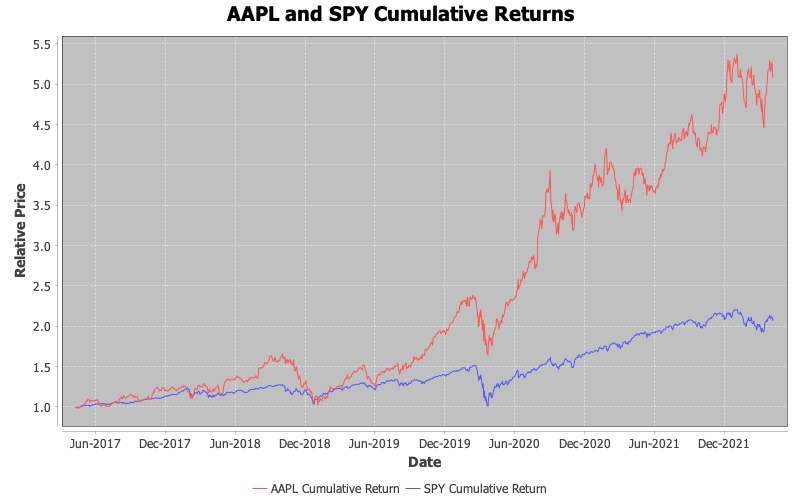 AAPL and SPY Cumulative Returns
5.5
5.0
4.5
4.0
3.5
3.0
2.5
2.0
1.5
1.0
Relative Price
Jun-2017 Dec-2017 Jun-2018 Dec-2018 Jun-2019 Dec-2019 Jun-2020 Dec-2020 Jun-2021 Dec-2021
Date
AAPL Cumulative Return SPY Cumulative Return